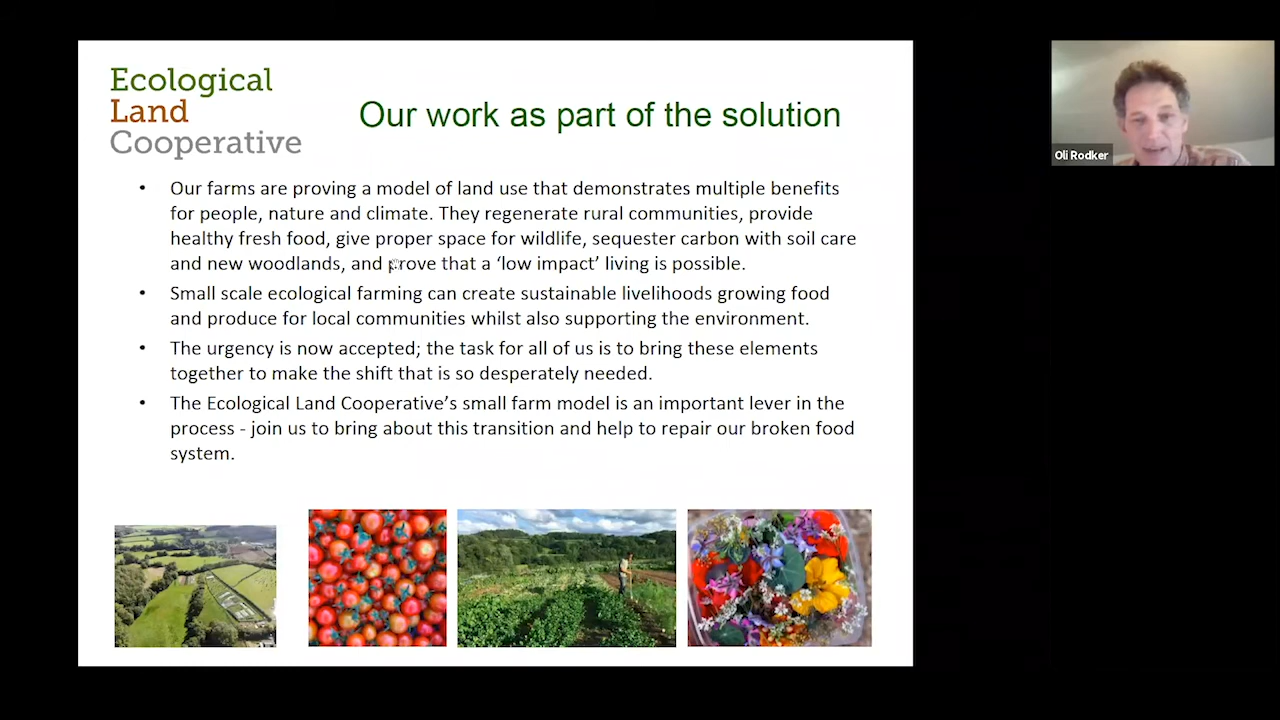 Ecological
Land
Cooperative
Our work as part of the solution
• Our farms are proving a model of land use that demonstrates multiple benefits
for people, nature and climate. They regenerate rural communities, provide
healthy fresh food, give proper space for wildlife, sequester carbon with soil care
and new woodlands, and prove that a ‘low impact’ living is possible.
• Small scale ecological farming can create sustainable livelihoods growing food
and produce for local communities whilst also supporting the environment.
• The urgency is now accepted; the task for all of us is to bring these elements
together to make the shift that is so desperately needed.
• The Ecological Land Cooperative’s small farm model is an important lever in the
process - join us to bring about this transition and help to repair our broken food
system.
Oli Rodker